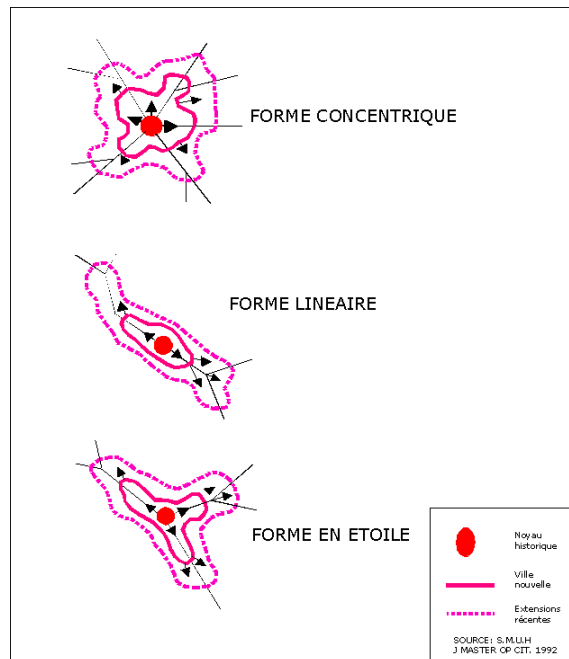 FORME CONCENTRIQUE
FORME LINEAIRE
FORME EN ETOILE
Noyau
historique
Ville
nouvelle
Extensions
récentes
SOURCE: S.M.U.H
J MASTER OP CIT. 1992